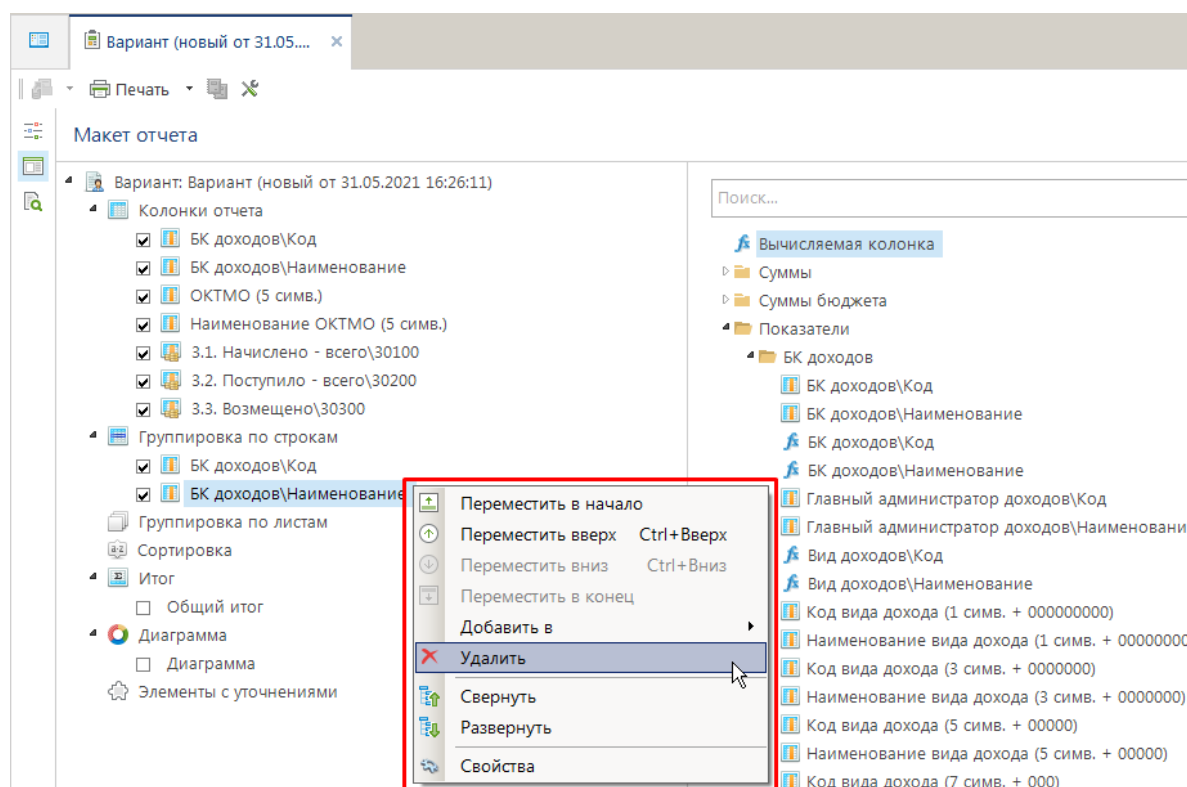 Вариант (новый от 31.05....
Печать
Макет отчета
Вариант: Вариант (новый от 31.05.2021 16:26:11)
Колонки отчета
БК доходов\Код
БК доходов\Наименование
ОКТМО (5 симв.)
Наименование ОКТМО (5 симв.)
3.1. Начислено - всего\30100
3.2. Поступило - всего\30200
3.3. Возмещено\30300
Группировка по строкам
БК доходов\Код
БК доходов\Наименование
Группировка по листам
Сортировка
Итог
Общий итог
Диаграмма
Диаграмма
Элементы с уточнениями
Переместить в начало
Переместить вверх Ctrl+Вверх
Переместить вниз Ctrl+Вниз
Переместить в конец
Добавить в
Удалить
Свернуть
Развернуть
Свойства
Поиск...
Вычисляемая колонка
Суммы
Суммы бюджета
Показатели
БК доходов
БК доходов\Код
БК доходов\Наименование
БК доходов\Код
БК доходов\Наименование
Главный администратор доходов\Код
Главный администратор доходов\Наименовани
Вид доходов\Код
Вид доходов\Наименование
Код вида дохода (1 симв. + 000000000)
Наименование вида дохода (1 симв. + 00000000
Код вида дохода (3 симв. + 0000000)
Наименование вида дохода (3 симв. + 0000000)
Код вида дохода (5 симв. + 00000)
Наименование вида дохода (5 симв. + 00000)
Код вида дохода (7 симв. + 000)